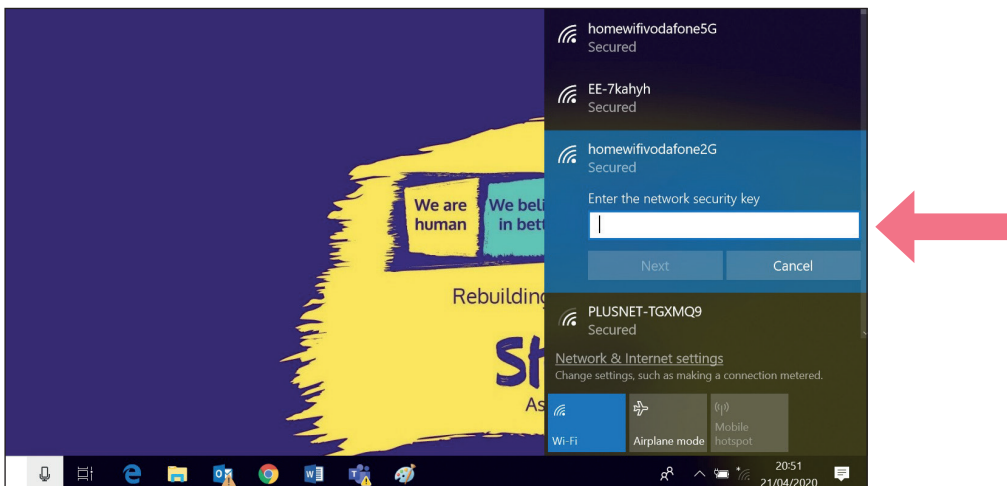 homewifivodafone5G
Secured
EE-7kahyh
Secured
homewifivodafone2G
Secured
Enter the network security key
Next Cancel
PLUSNET-TGXMQ9
Secured
Network & Internet settings
Change settings, such as making a connection metered.
Wi-Fi
Airplane mode
Mobile
hotspot
We are
human
We beli
in bett
Rebuilding
Sh
As
20:51
21/04/2020